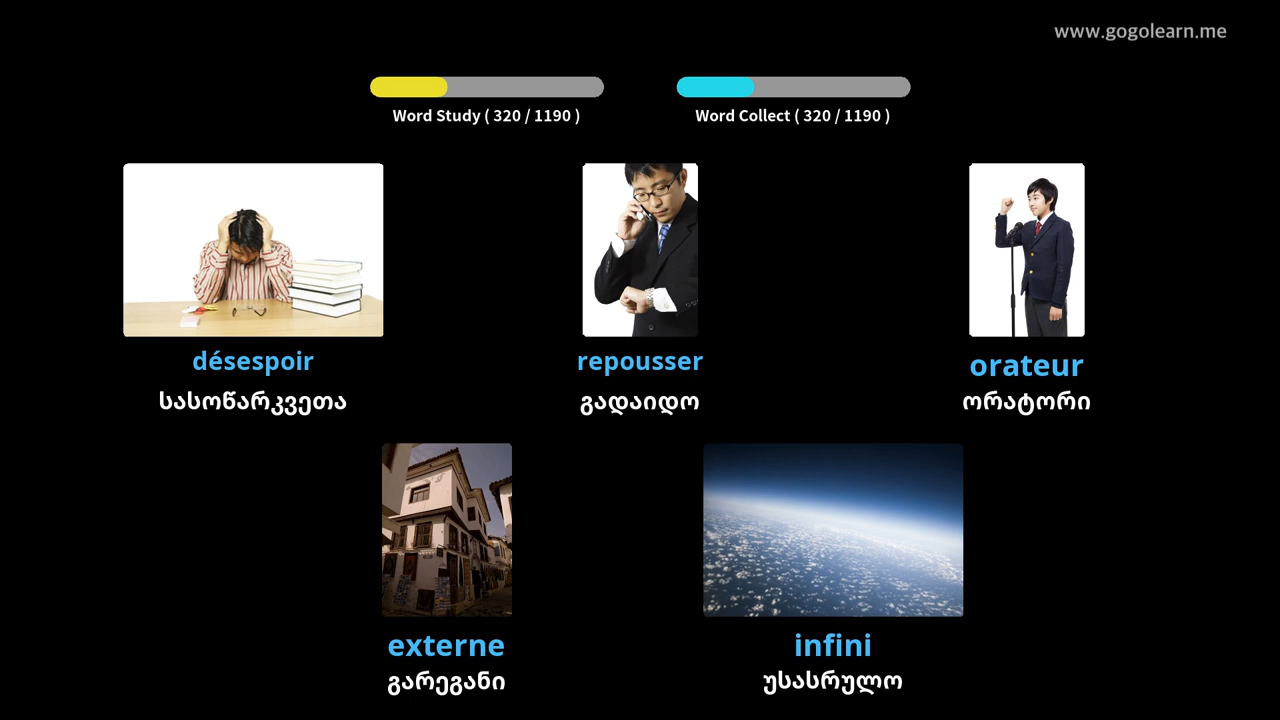 www.gogolearn.me
Word Study ( 320 / 1190 )
Word Collect ( 320 / 1190 )
désespoir
repousser
orateur
სასოწარკვეთა
გადაიდო
ორატორი
externe
infini
გარეგანი
უსასრულო